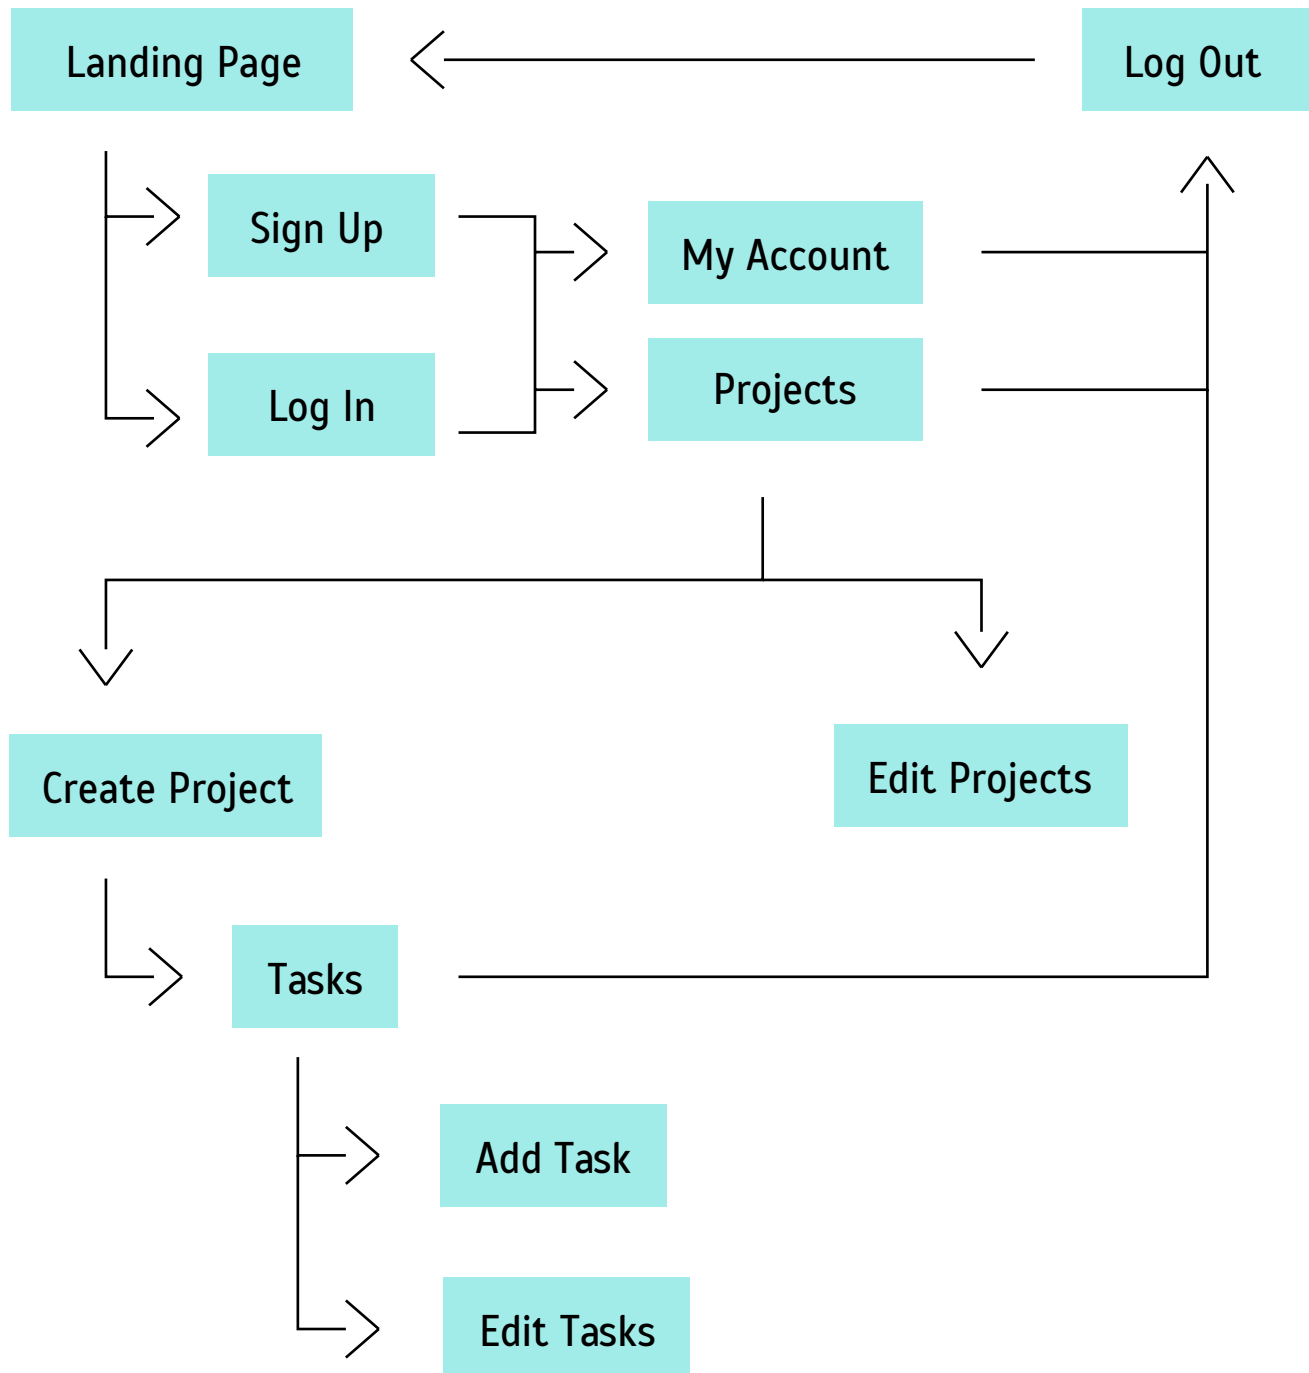 Landing Page
Log Out
Sign Up
My Account
Log In
Projects
Create Project
Edit Projects
Tasks
Add Task
Edit Tasks